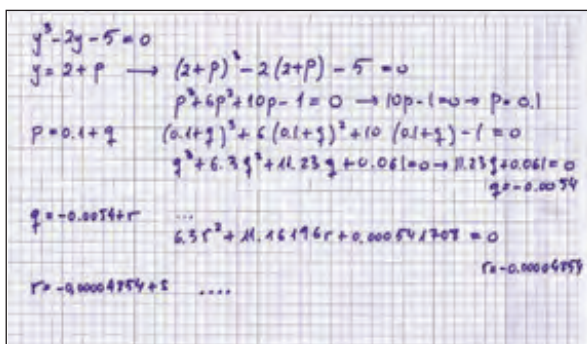 y³-2y-5=0
y=2+p → (2+p)³-2(2+p)-5=0
p³+6p²+10p-1=0 → 10p-1=0 → p=0.1
p=0.1+q (0.1+q)³+6(0.1+q)²+10(0.1+q)-1=0
q³+6.3q²+11.23q+0.061=0 → 11.23q+0.061=0
q=-0.0054
q=-0.0054+r ...
6.3r²+11.16196r+0.000541708=0
r=-0.00004854
r=-0.00004854+s ....